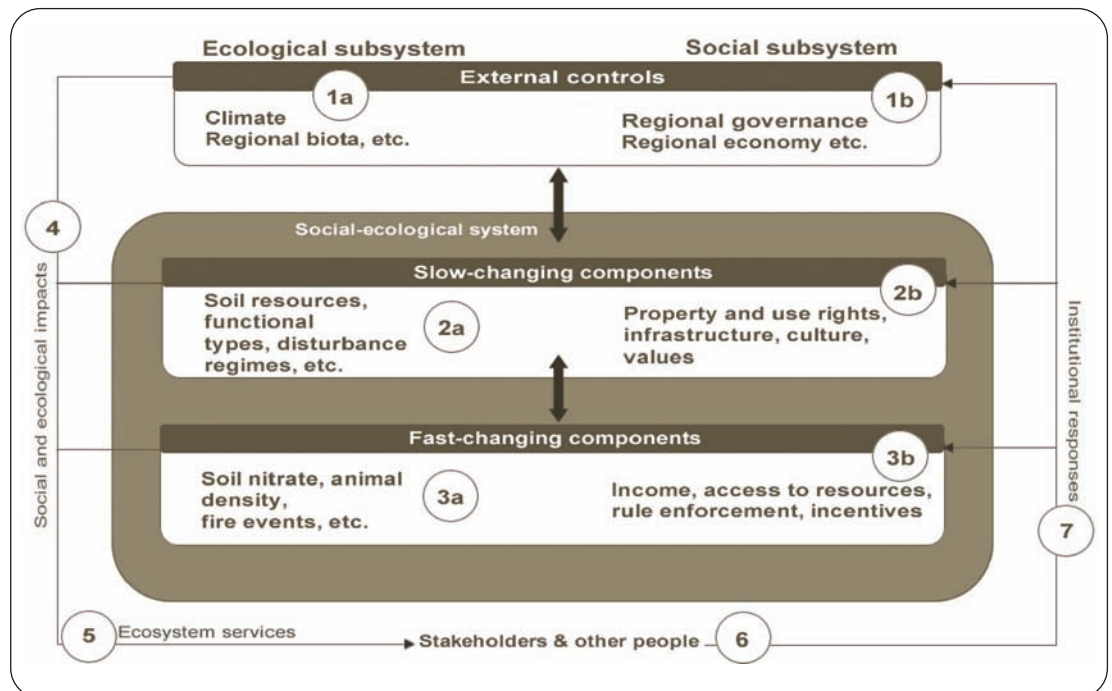 Ecological subsystem
Social subsystem
External controls
1a
1b
Climate
Regional biota, etc.
Regional governance
Regional economy etc.
4
Social-ecological system
Slow-changing components
2a
2b
Soil resources,
functional
types, disturbance
regimes, etc.
Property and use rights,
infrastructure, culture,
values
Fast-changing components
3a
3b
Soil nitrate, animal
density,
fire events, etc.
Income, access to resources,
rule enforcement, incentives
Social and ecological impacts
Institutional responses
7
5
Ecosystem services
Stakeholders & other people
6